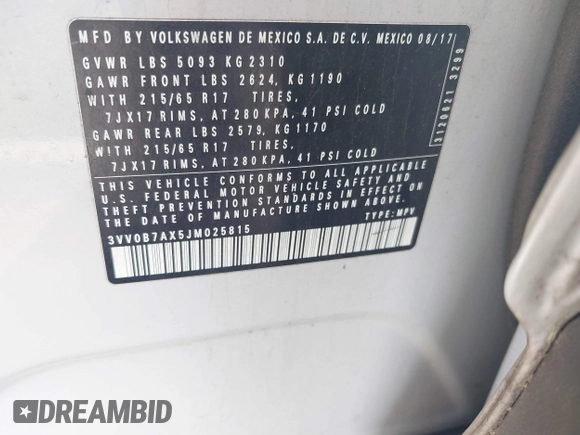 MFD BY VOLKSWAGEN DE MEXICO S.A. DE C.V. MEXICO 08/17
GVWR LBS 5093 KG 2310
GAWR FRONT LBS 2624, KG 1190
WITH 215/65 R17 TIRES,
7JX17 RIMS, AT 280 KPA, 41 PSI COLD
GAWR REAR LBS 2579, KG 1170
WITH 215/65 R17 TIRES,
7JX17 RIMS, AT 280 KPA, 41 PSI COLD
THIS VEHICLE CONFORMS TO ALL APPLICABLE
U.S. FEDERAL MOTOR VEHICLE SAFETY AND
THEFT PREVENTION STANDARDS IN EFFECT ON
THE DATE OF MANUFACTURE.
3VV0B7AX5JM025815 TYPE: MPV
3120621 3299
DREAMBID